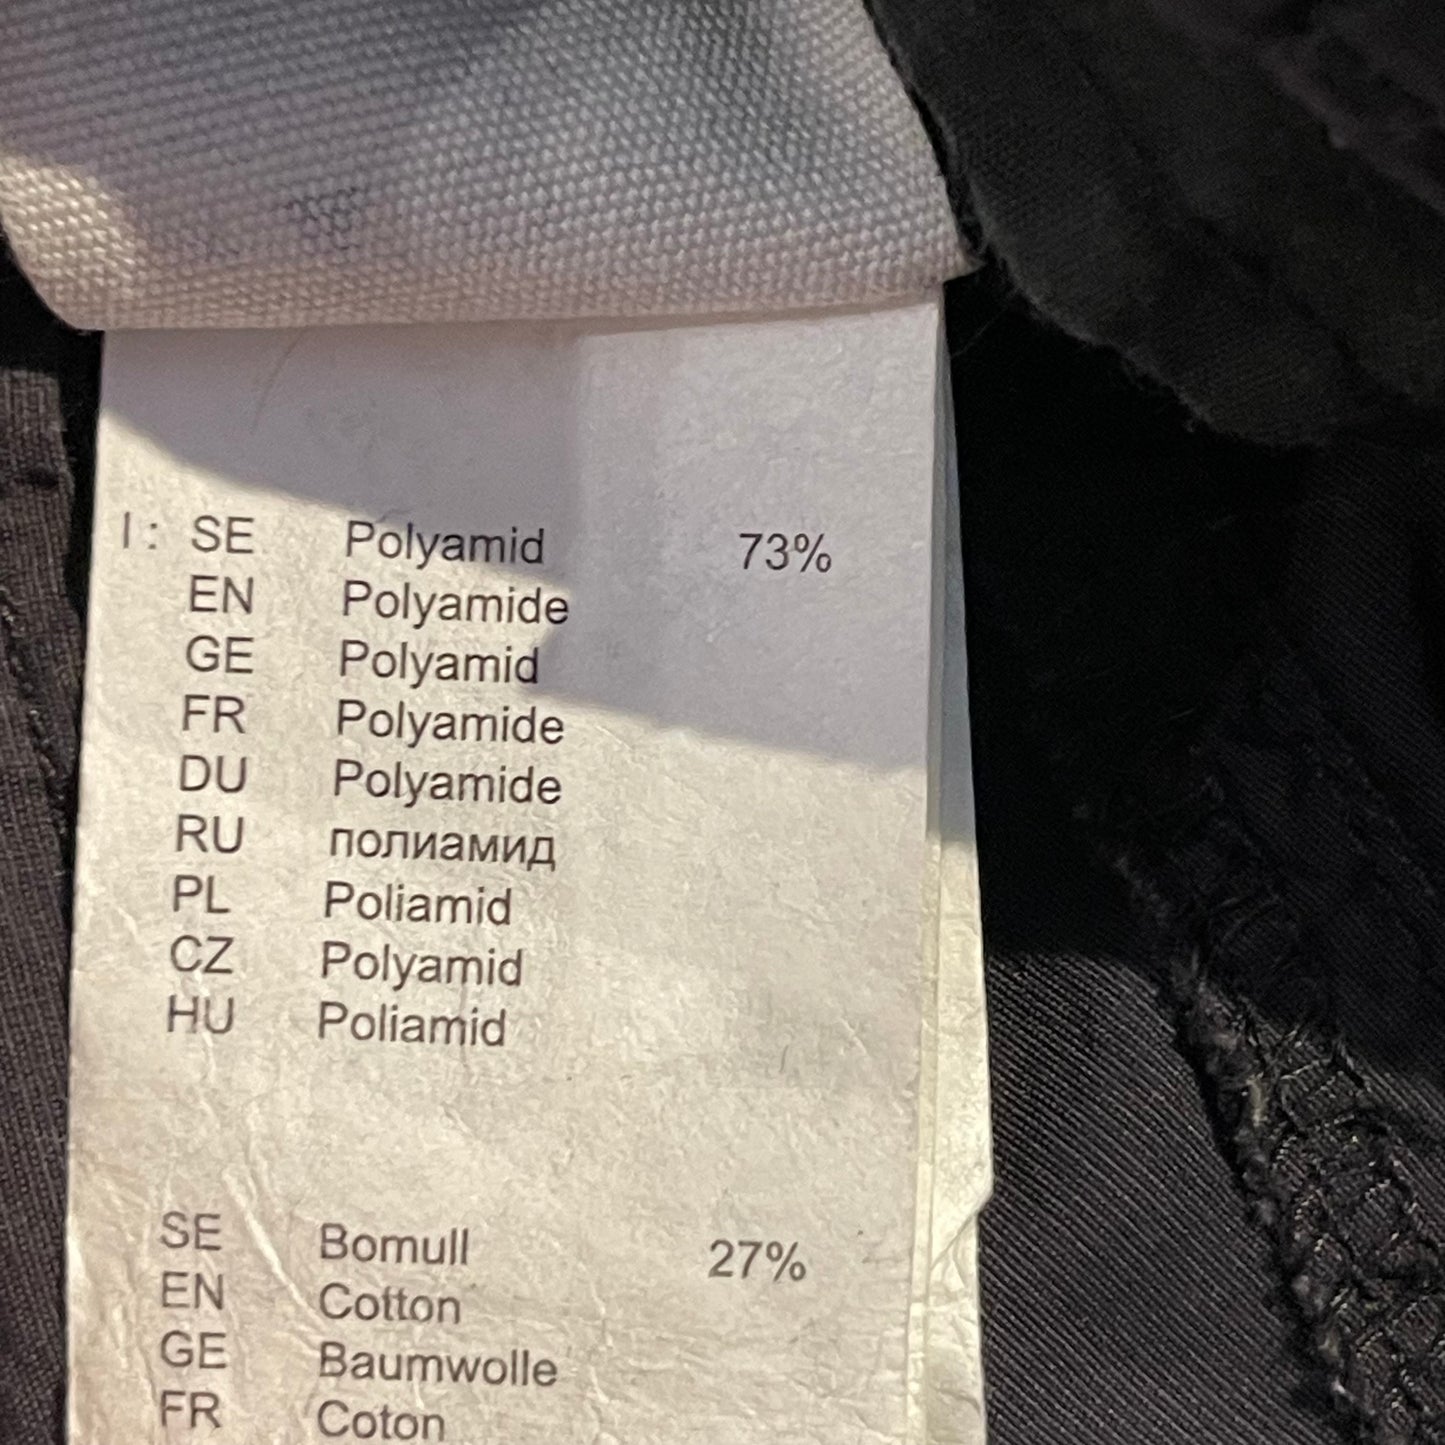 I: SE Polyamid 73%
EN Polyamide
GE Polyamid
FR Polyamide
DU Polyamide
RU полиамид
PL Poliamid
CZ Polyamid
HU Poliamid
SE Bomull 27%
EN Cotton
GE Baumwolle
FR Coton